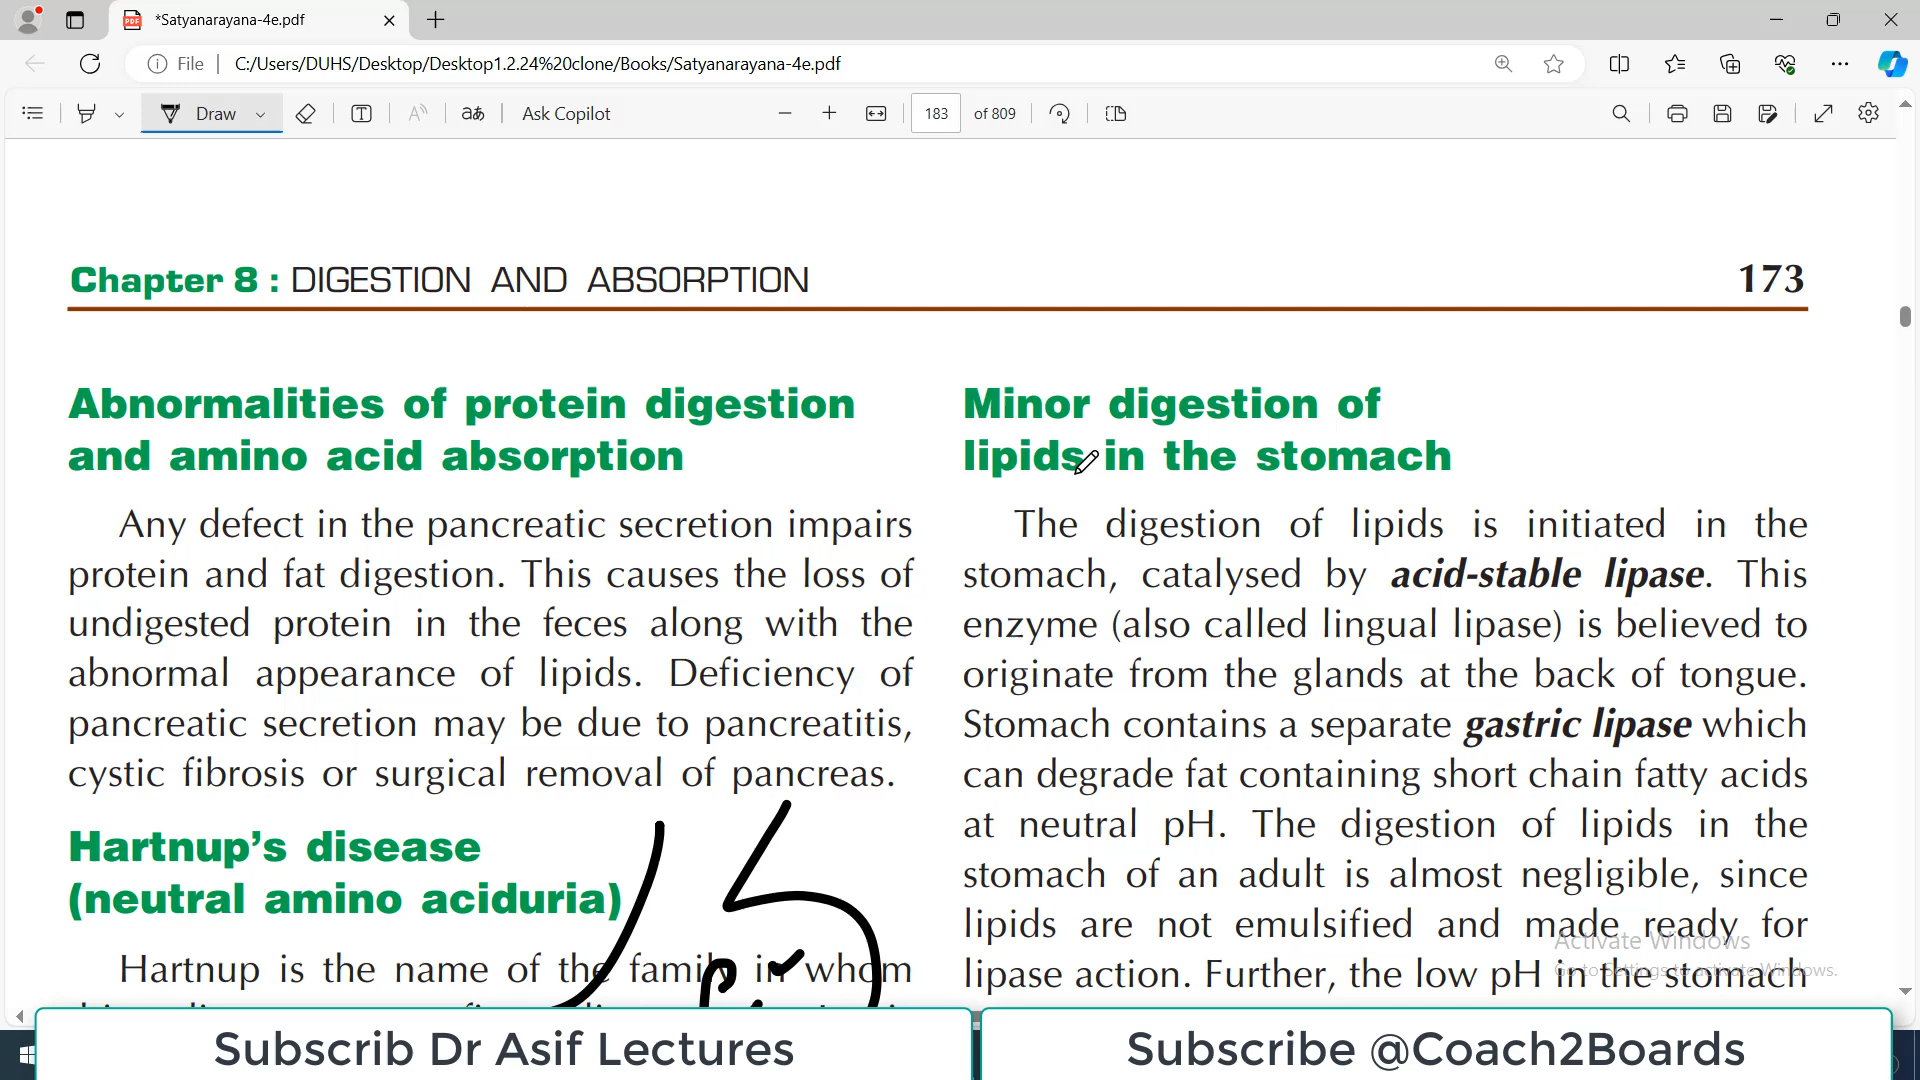 *Satyanarayana-4e.pdf
File
C:/Users/DUHS/Desktop/Desktop1.2.24%20clone/Books/Satyanarayana-4e.pdf
Draw
Ask Copilot
183 of 809
Chapter 8 : DIGESTION AND ABSORPTION
173
Abnormalities of protein digestion
and amino acid absorption
Any defect in the pancreatic secretion impairs
protein and fat digestion. This causes the loss of
undigested protein in the feces along with the
abnormal appearance of lipids. Deficiency of
pancreatic secretion may be due to pancreatitis,
cystic fibrosis or surgical removal of pancreas.
Hartnup's disease
(neutral amino aciduria)
Hartnup is the name of the family in whom
Minor digestion of
lipids in the stomach
The digestion of lipids is initiated in the
stomach, catalysed by acid-stable lipase. This
enzyme (also called lingual lipase) is believed to
originate from the glands at the back of tongue.
Stomach contains a separate gastric lipase which
can degrade fat containing short chain fatty acids
at neutral pH. The digestion of lipids in the
stomach of an adult is almost negligible, since
lipids are not emulsified and made ready for
lipase action. Further, the low pH in the stomach
Activate Windows
Go to Settings to activate Windows.
Subscrib Dr Asif Lectures
Subscribe @Coach2Boards